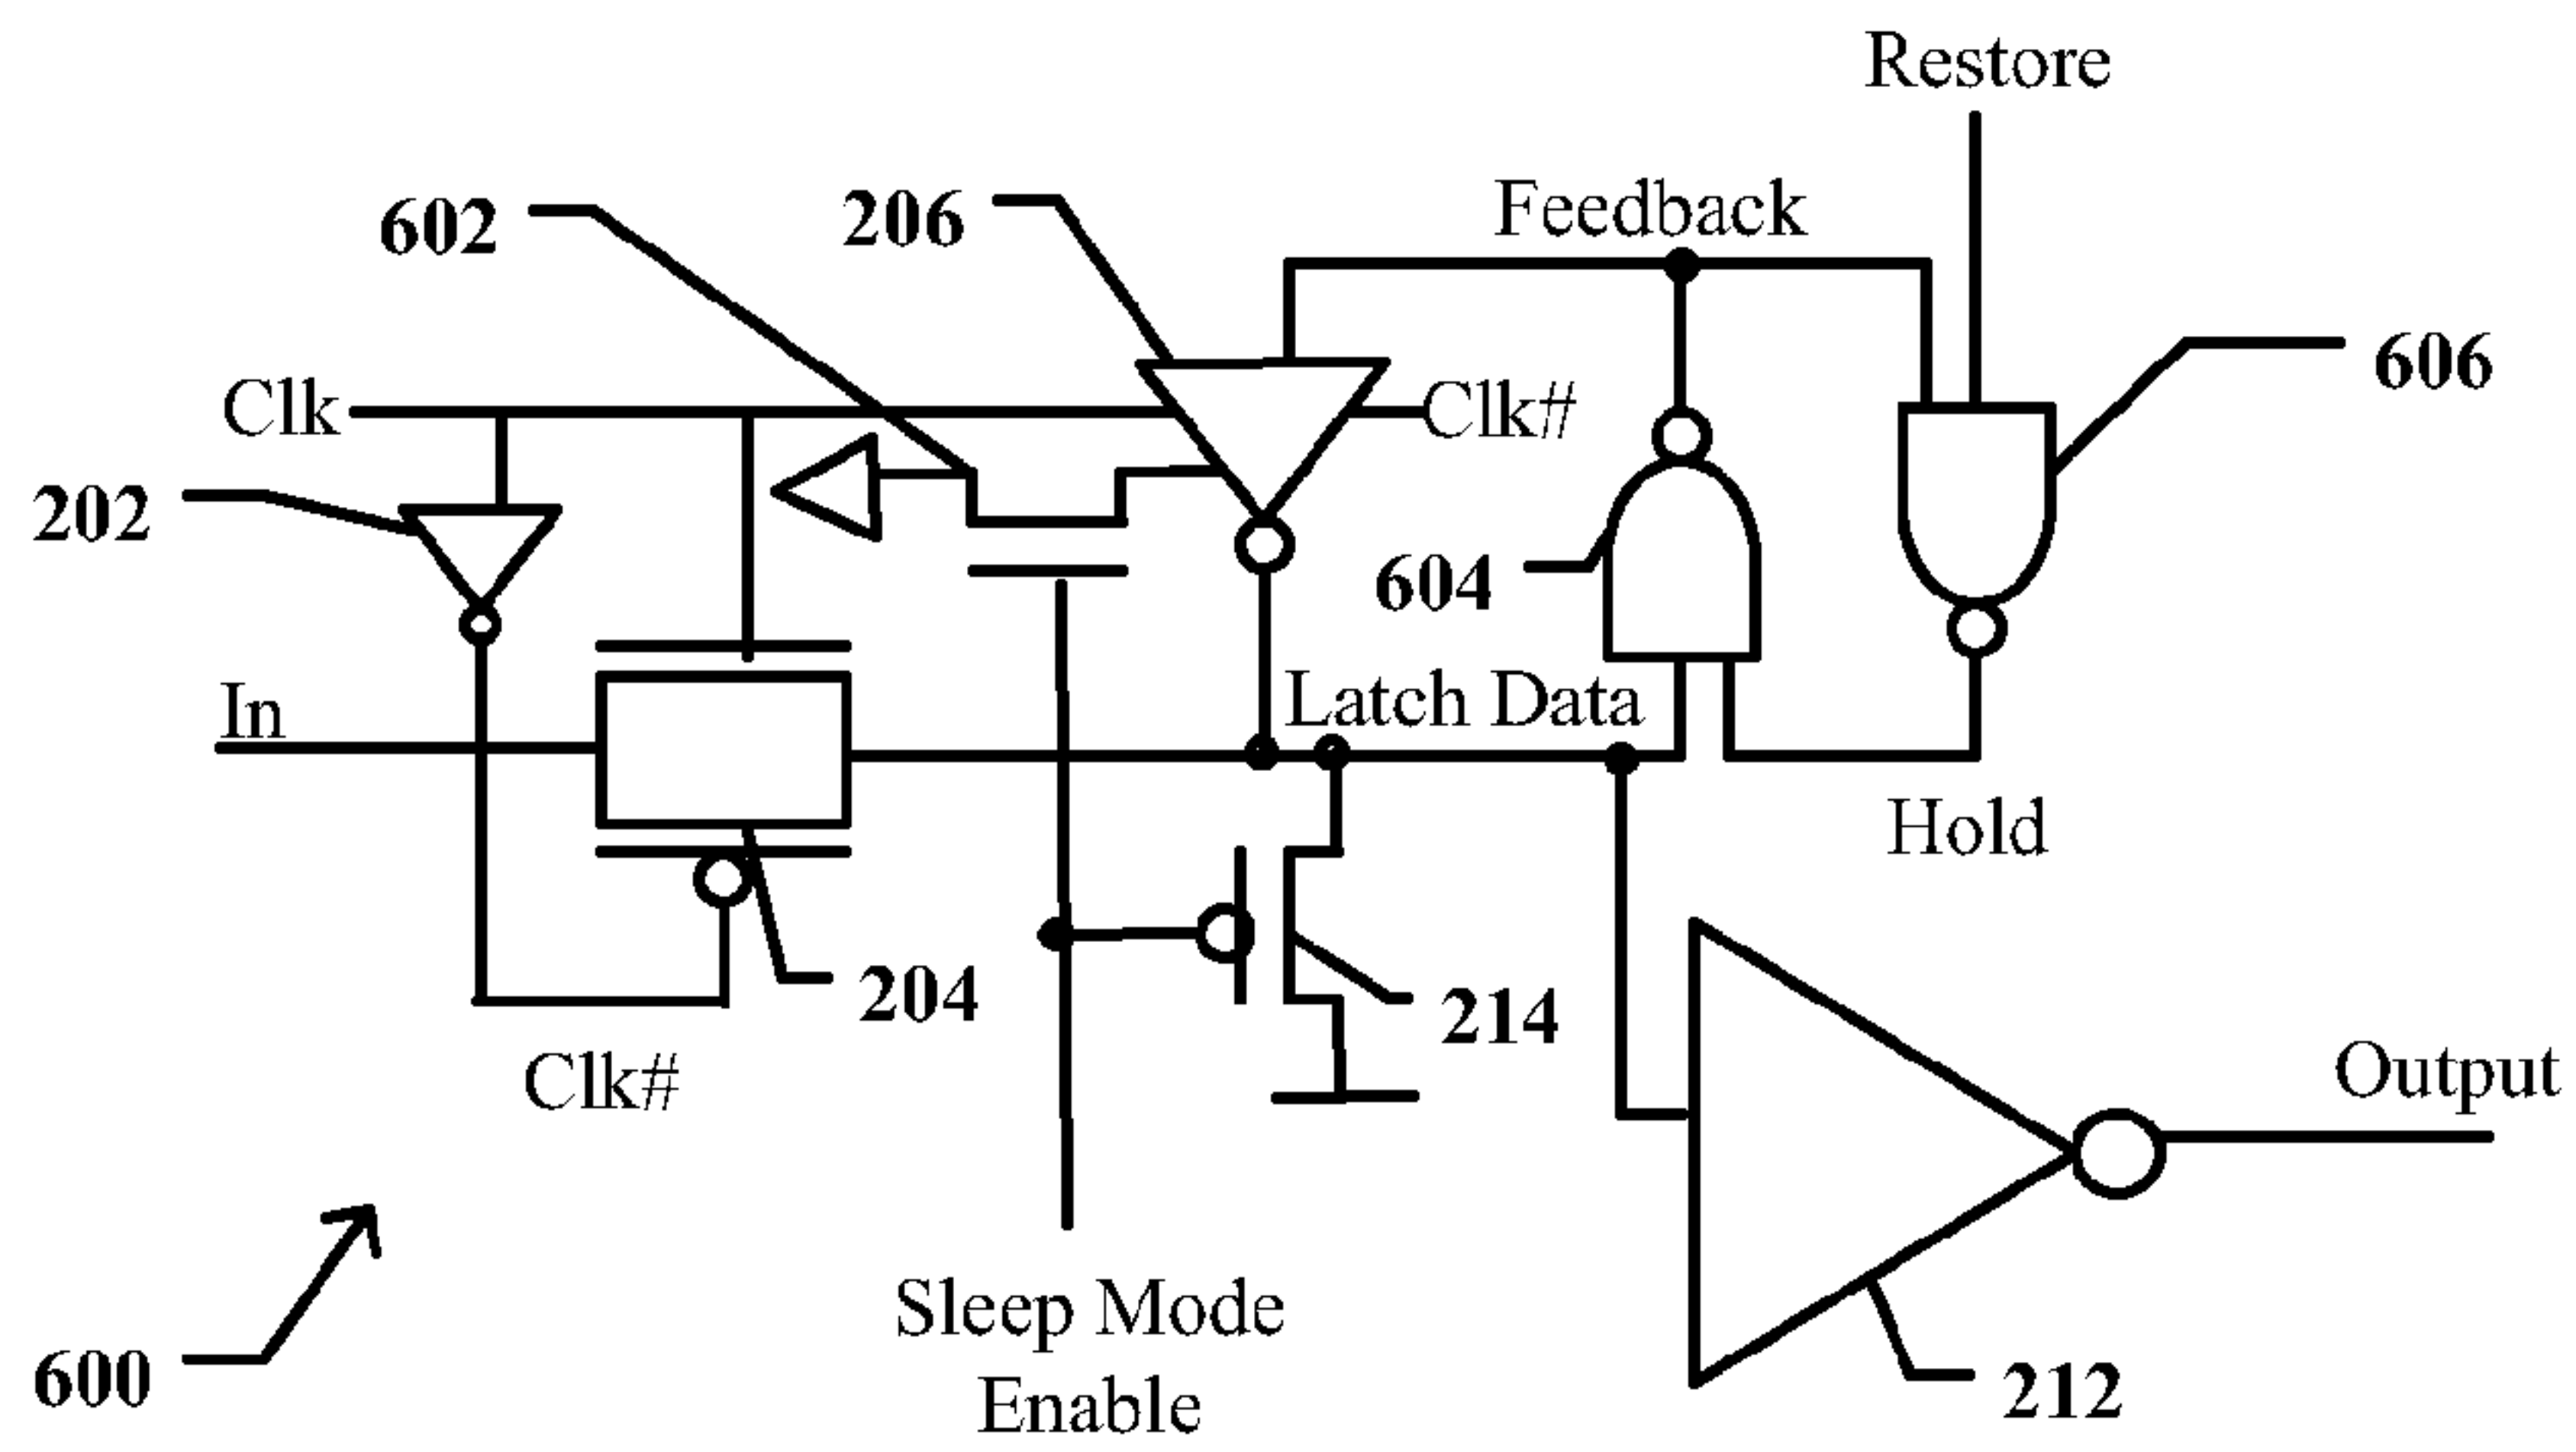 Restore
Feedback
602
206
606
Clk
Clk#
202
604
In
Latch Data
Hold
204
214
Clk#
Output
Sleep Mode
Enable
600
212